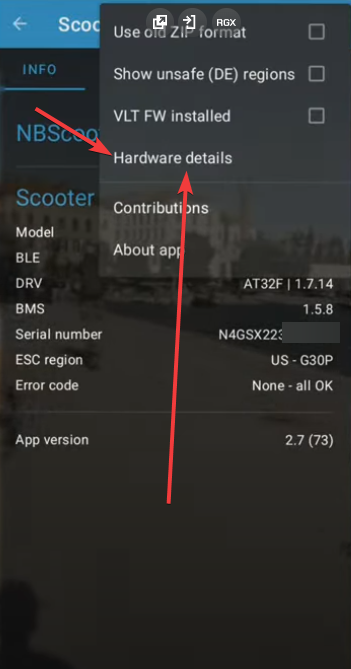 Scoo
RGX
Use old ZIP format
INFO
Show unsafe (DE) regions
VLT FW installed
NBScoot
Hardware details
Scooter
Contributions
Model
About app
BLE
DRV AT32F | 1.7.14
BMS 1.5.8
Serial number N4GSX223
ESC region US - G30P
Error code None - all OK
App version 2.7 (73)